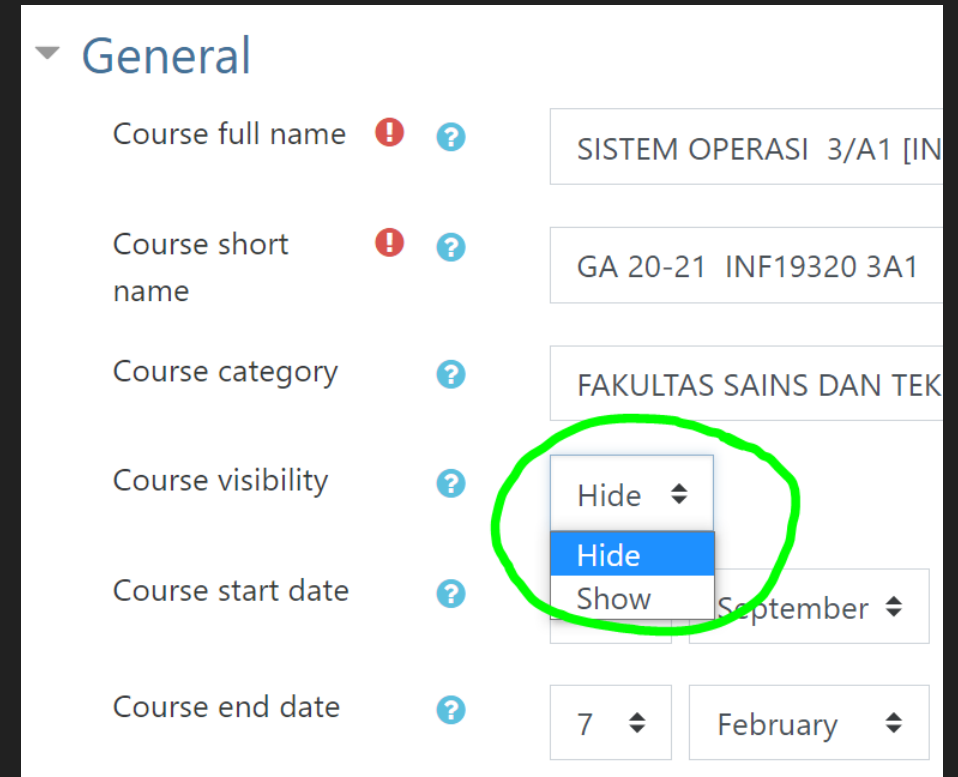 General
Course full name
SISTEM OPERASI 3/A1 [IN
Course short
name
GA 20-21 INF19320 3A1
Course category
FAKULTAS SAINS DAN TEK
Course visibility
Hide
Hide
Show
Course start date
September
Course end date
7
February